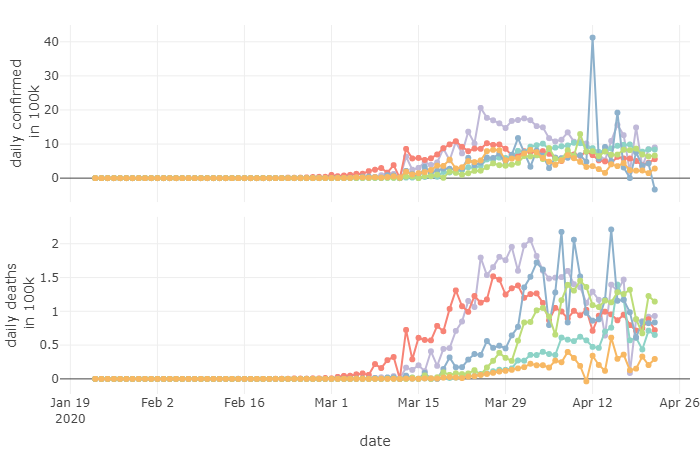 40
30
20
10
0
daily confirmed
in 100k
2
1.5
1
0.5
0
daily deaths
in 100k
Jan 19
2020
Feb 2
Feb 16
Mar 1
Mar 15
Mar 29
Apr 12
Apr 26
date